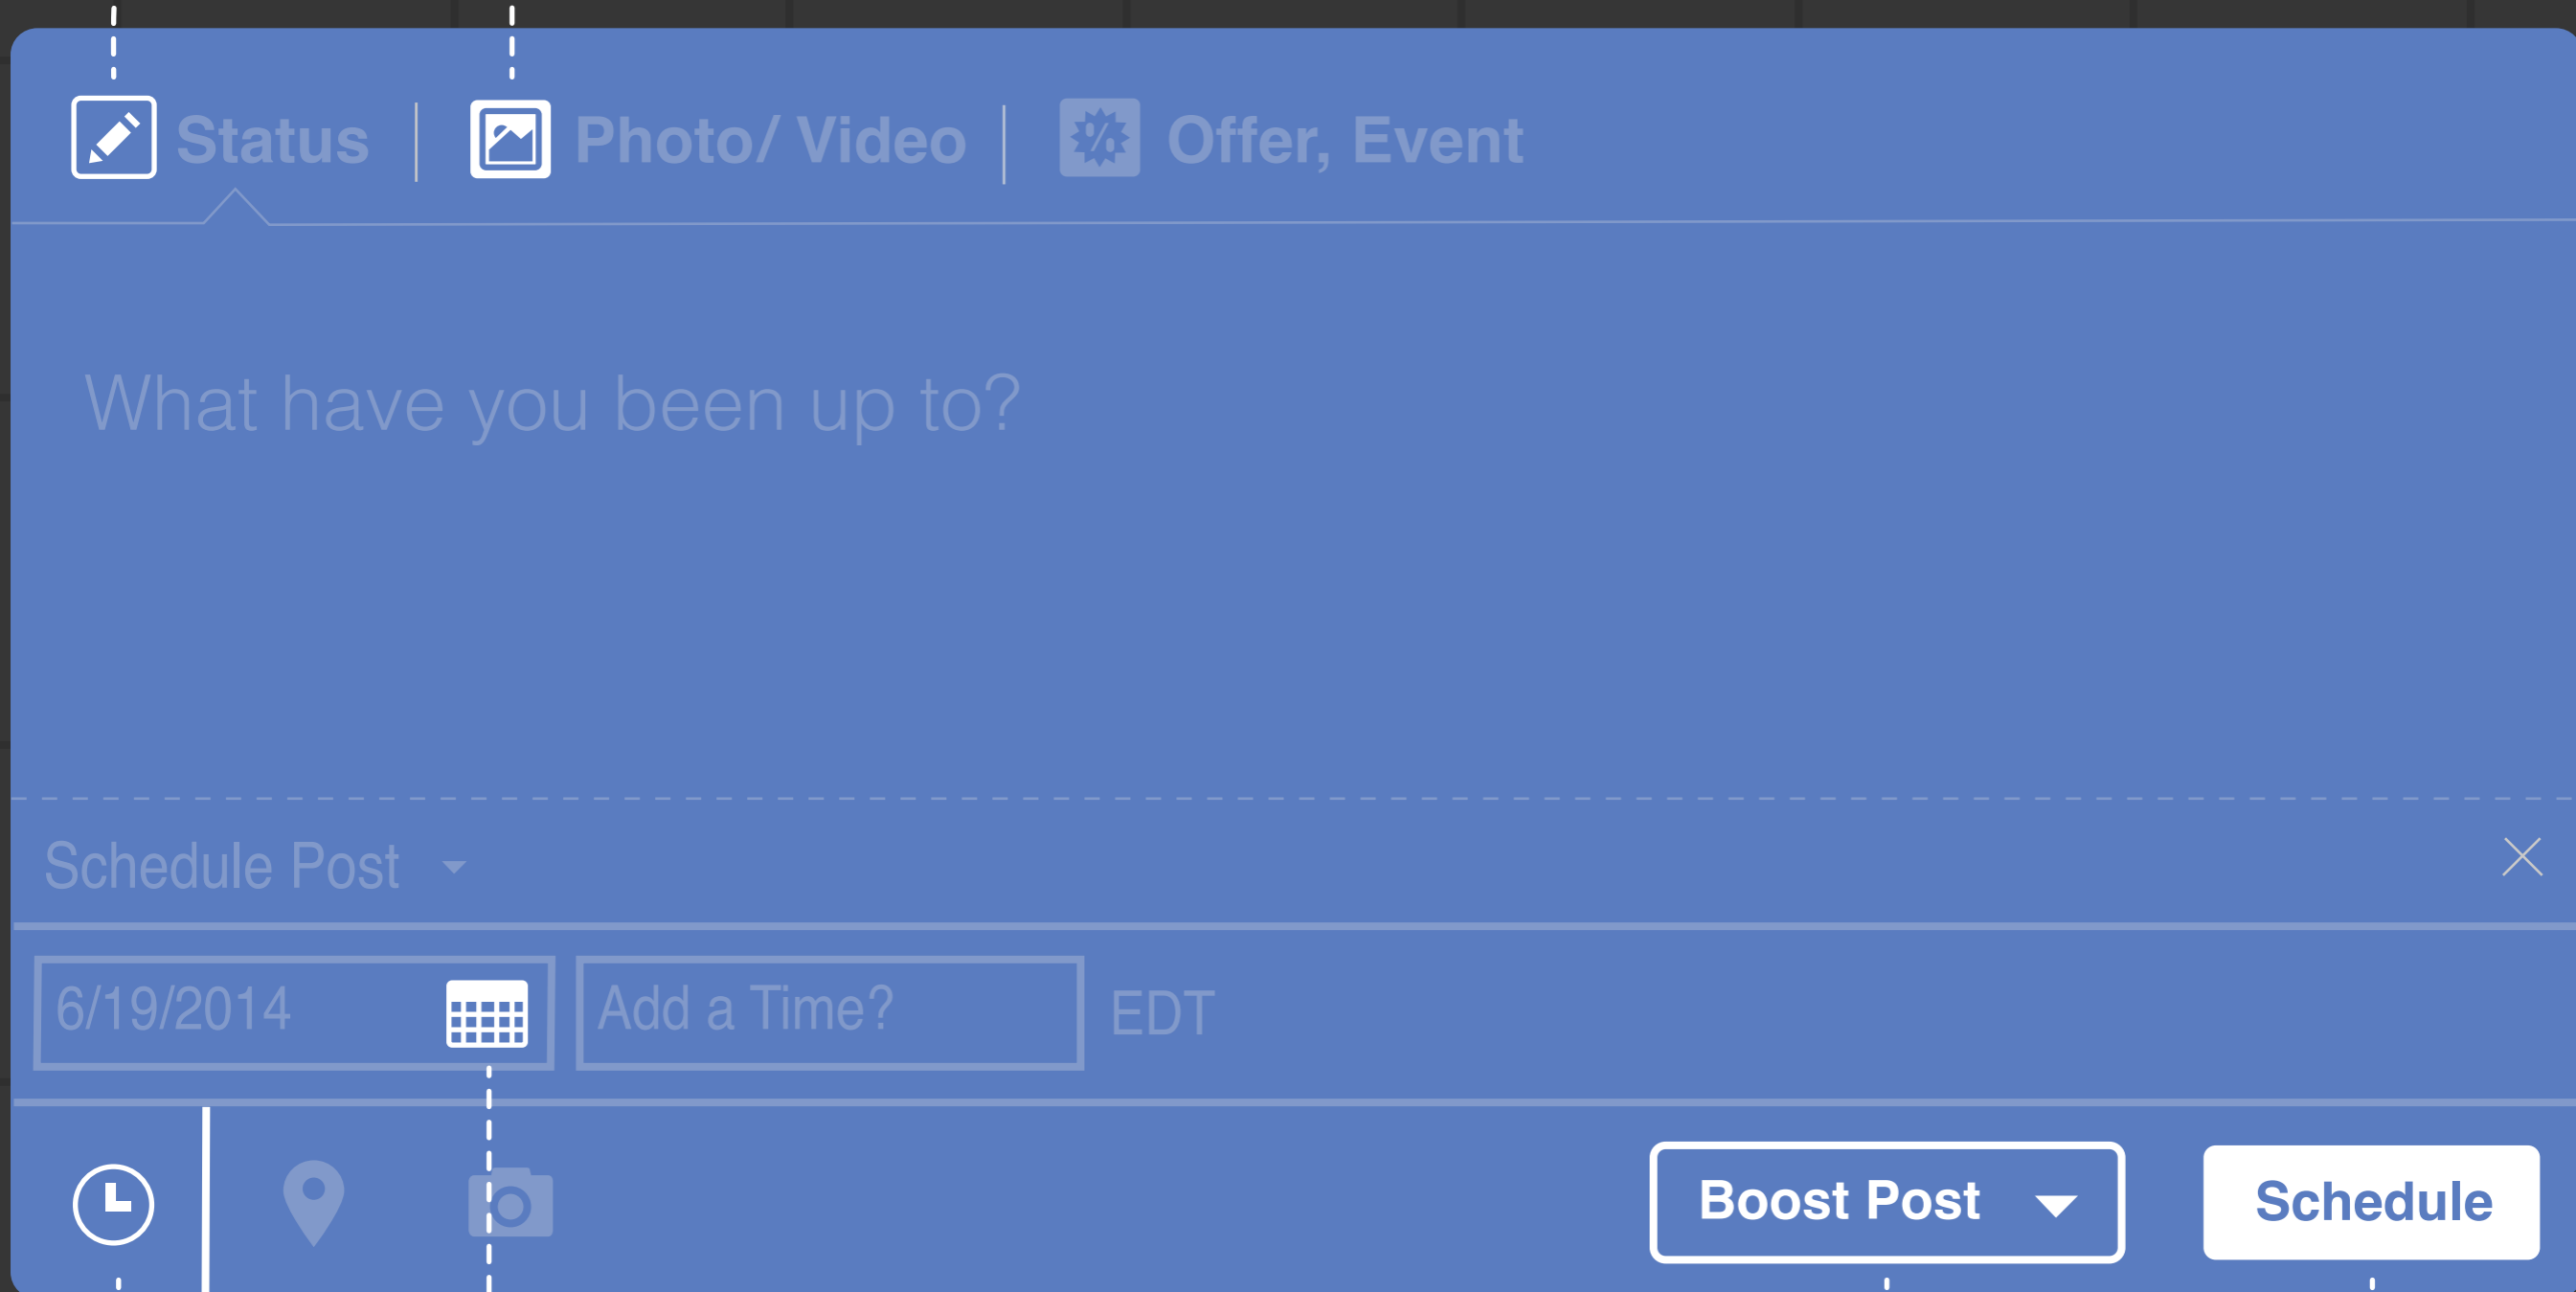 Status Photo/ Video Offer, Event
What have you been up to?
Schedule Post
6/19/2014 Add a Time? EDT
Boost Post Schedule